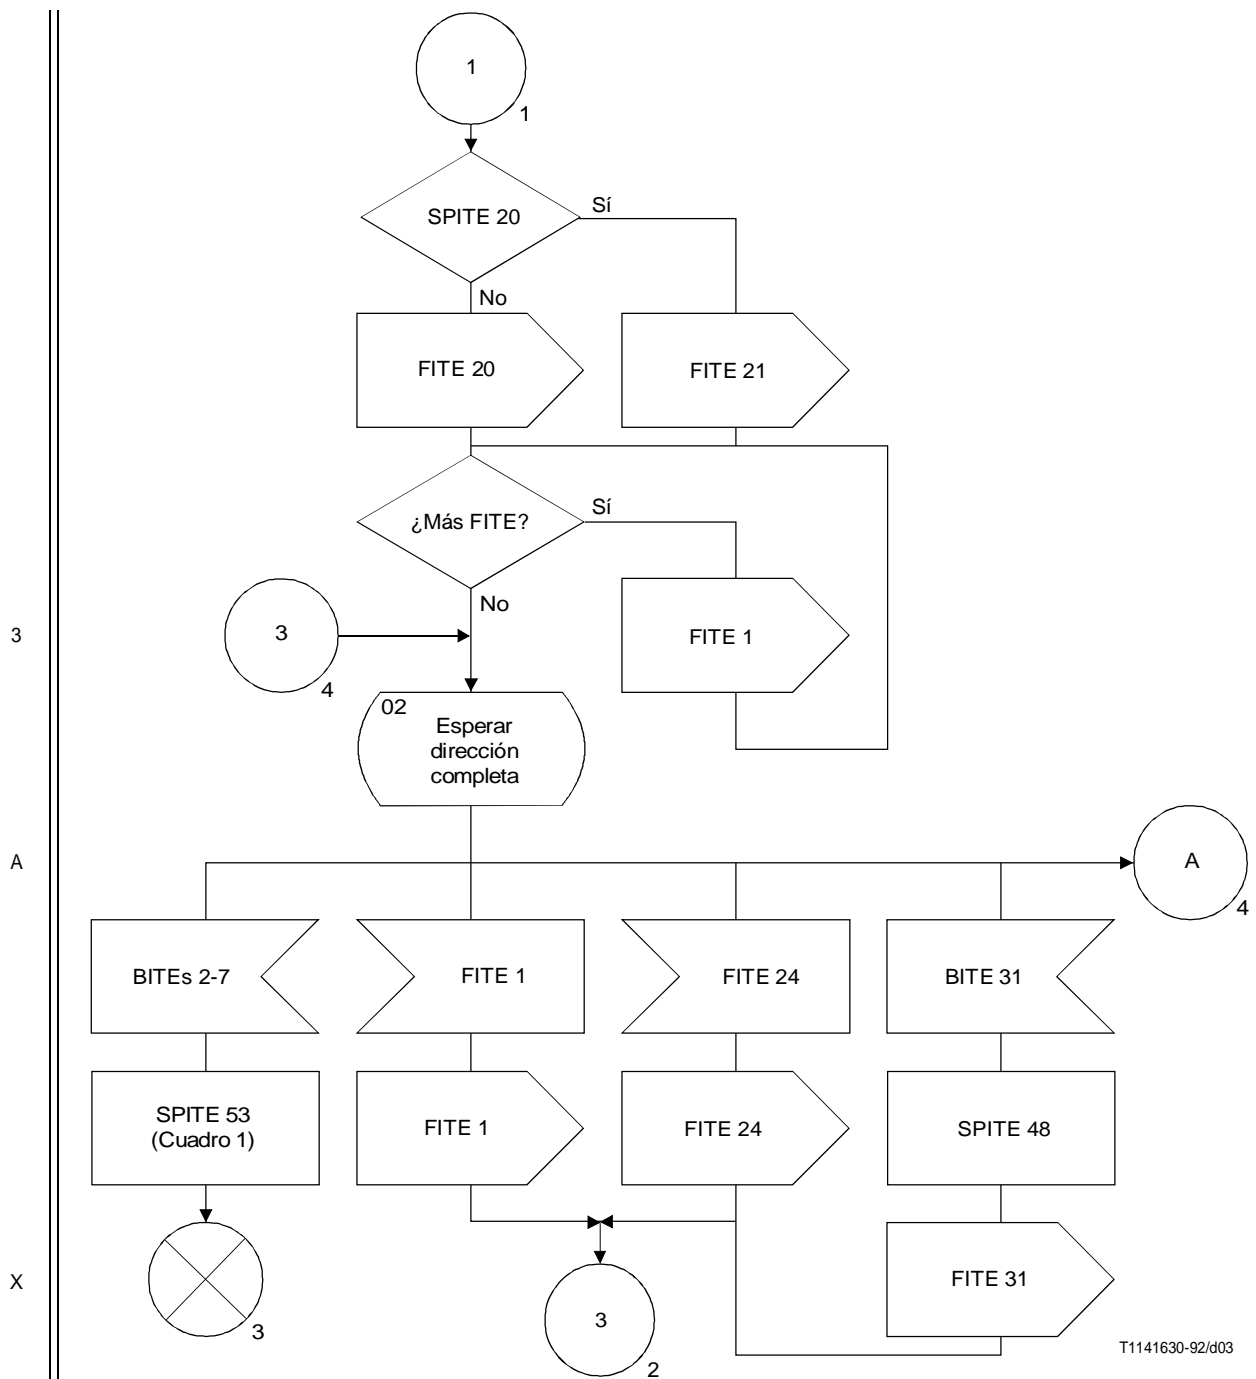 1
1
SPITE 20
Sí
No
FITE 20
FITE 21
¿Más FITE?
Sí
No
3
3
4
FITE 1
02
Esperar
dirección
completa
A
A
4
BITEs 2-7
FITE 1
FITE 24
BITE 31
SPITE 53
(Cuadro 1)
FITE 1
FITE 24
SPITE 48
X
3
3
2
FITE 31
T1141630-92/d03